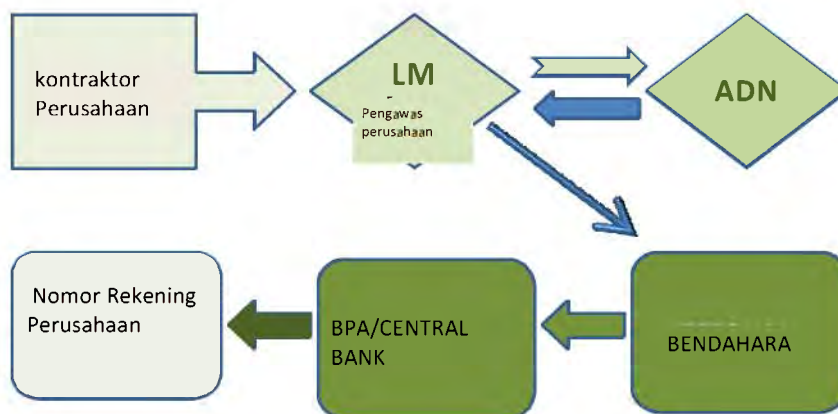 kontraktor
Perusahaan
LM
Pengawas
perusahaan
ADN
Nomor Rekening
Perusahaan
BPA/CENTRAL
BANK
BENDAHARA